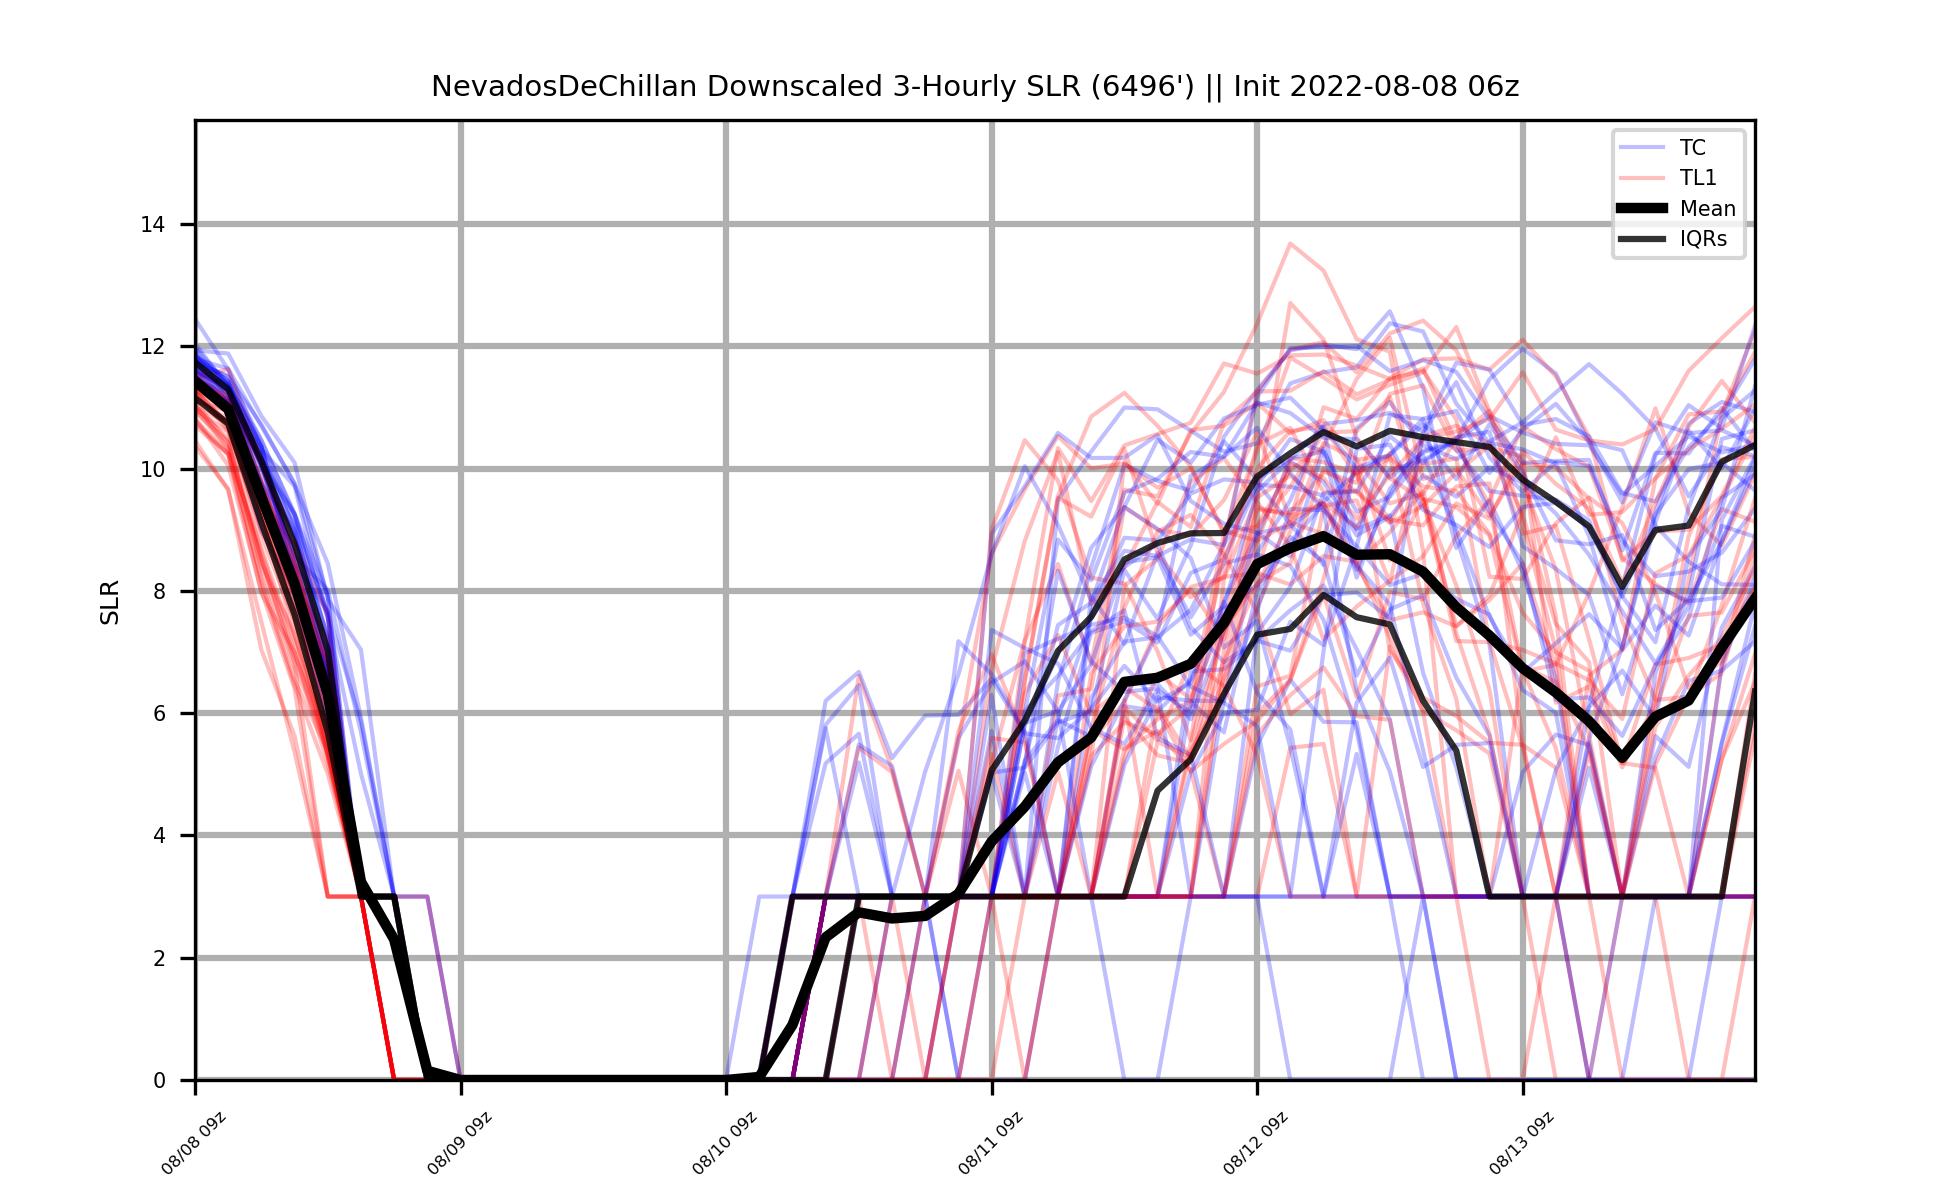 NevadosDeChillan Downscaled 3-Hourly SLR (6496') || Init 2022-08-08 06z
TC
TL1
Mean
IQRs
SLR
14
12
10
8
6
4
2
0
08/08 09z
08/09 09z
08/10 09z
08/11 09z
08/12 09z
08/13 09z